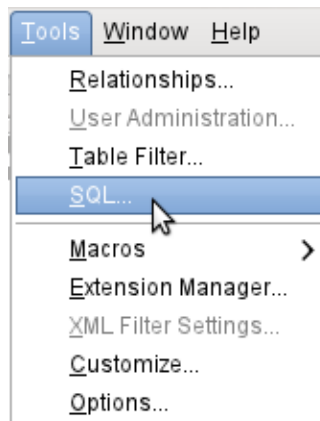 Tools Window Help
Relationships...
User Administration...
Table Filter...
SQL...
Macros
Extension Manager...
XML Filter Settings...
Customize...
Options...